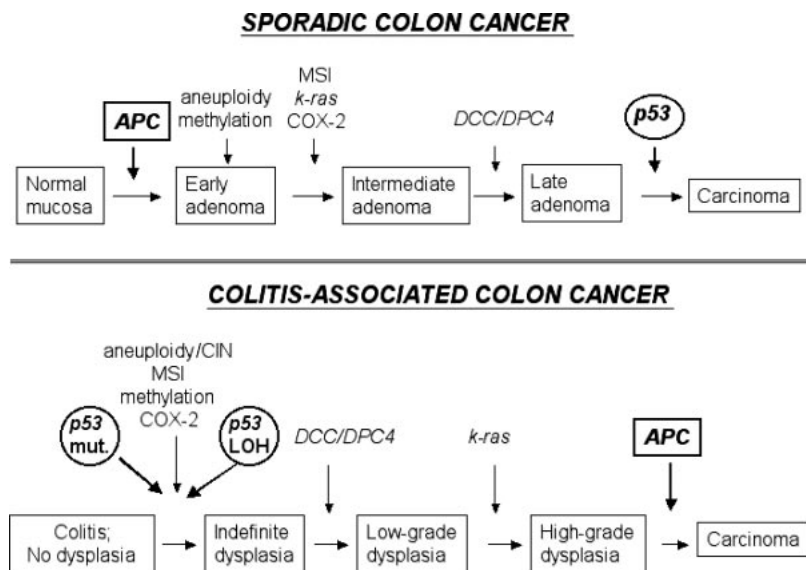 SPORADIC COLON CANCER
APC
aneuploidy
methylation
MSI
k-ras
COX-2
DCC/DPC4
p53
Normal
mucosa
Early
adenoma
Intermediate
adenoma
Late
adenoma
Carcinoma
COLITIS-ASSOCIATED COLON CANCER
aneuploidy/CIN
MSI
methylation
COX-2
p53
mut.
p53
LOH
DCC/DPC4
k-ras
APC
Colitis;
No dysplasia
Indefinite
dysplasia
Low-grade
dysplasia
High-grade
dysplasia
Carcinoma